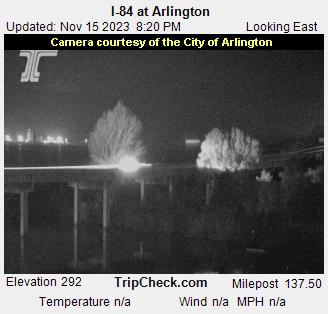 I-84 at Arlington
Updated: Nov 15 2023 8:20 PM Looking East
Camera courtesy of the City of Arlington
Elevation 292 TripCheck.com Milepost 137.50
Temperature n/a Wind n/a MPH n/a